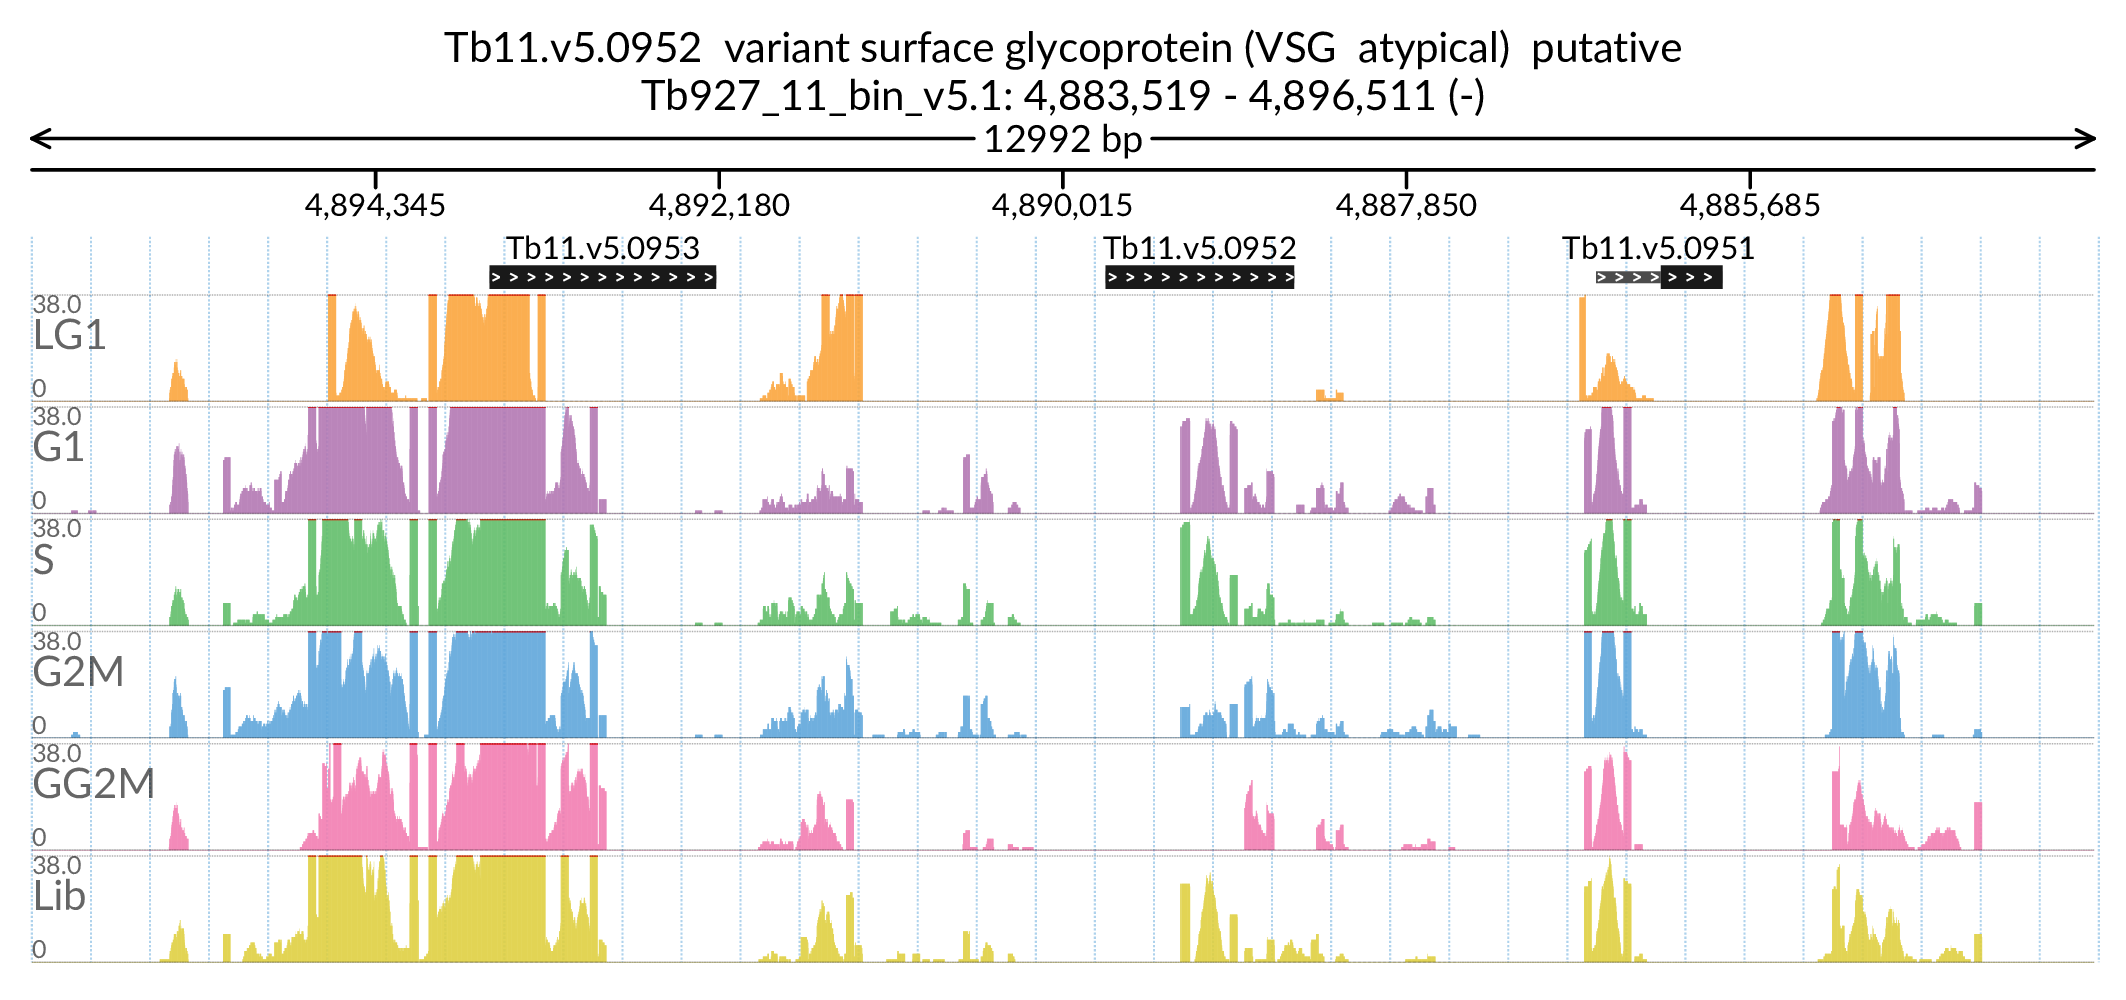 Tb11.v5.0952 variant surface glycoprotein (VSG atypical) putative
Tb927_11_bin_v5.1: 4,883,519 - 4,896,511 (-)
12992 bp
4,894,345 4,892,180 4,890,015 4,887,850 4,885,685
Tb11.v5.0953 Tb11.v5.0952 Tb11.v5.0951
38.0
LG1
0
38.0
G1
0
38.0
S
0
38.0
G2M
0
38.0
GG2M
0
38.0
Lib
0